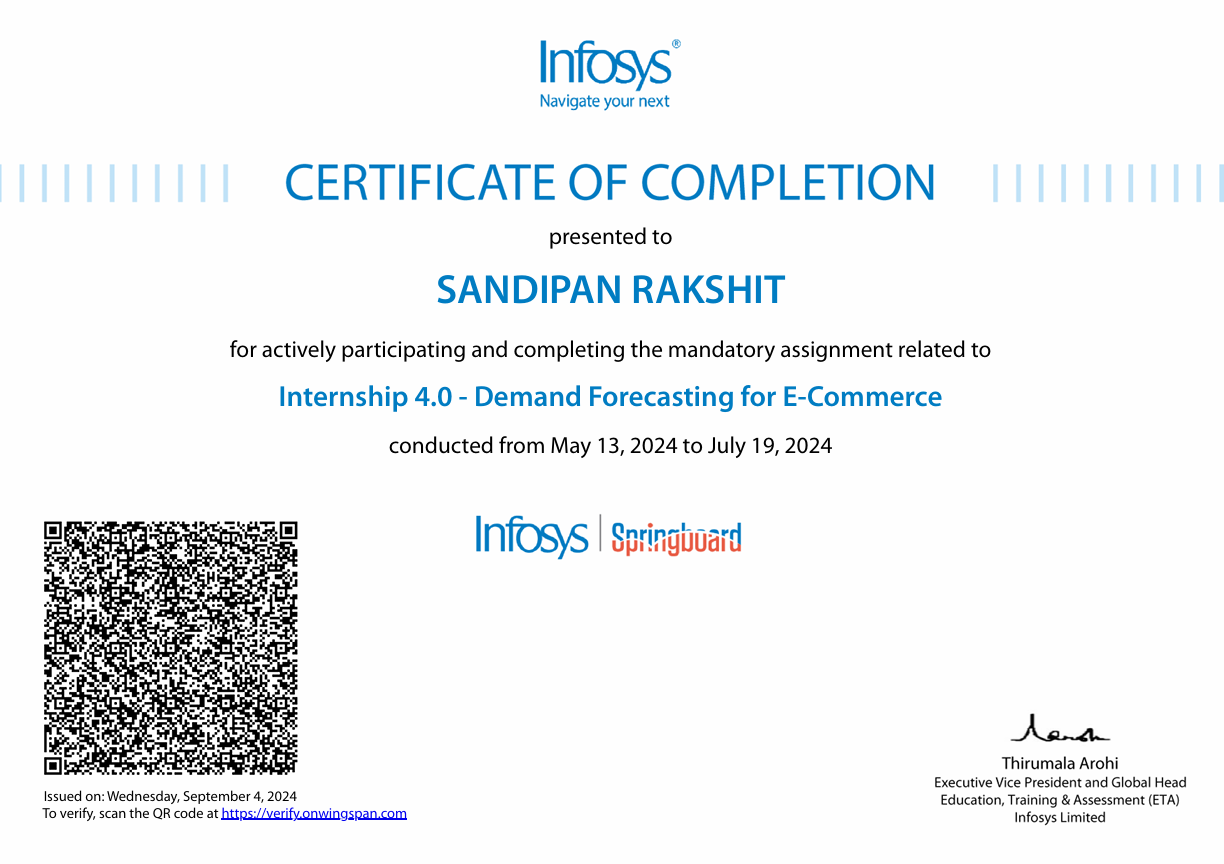 Infosys®
Navigate your next
CERTIFICATE OF COMPLETION
presented to
SANDIPAN RAKSHIT
for actively participating and completing the mandatory assignment related to
Internship 4.0 - Demand Forecasting for E-Commerce
conducted from May 13, 2024 to July 19, 2024
Infosys | Springboard
Thirumala Arohi
Executive Vice President and Global Head
Education, Training & Assessment (ETA)
Infosys Limited
Issued on: Wednesday, September 4, 2024
To verify, scan the QR code at https://verify.onwingspan.com